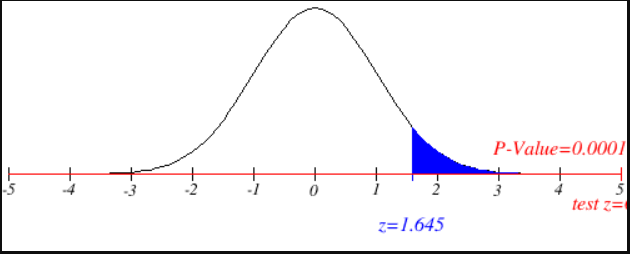 P-Value=0.0001
-5 -4 -3 -2 -1 0 1 2 3 4 5
test z=
z=1.645